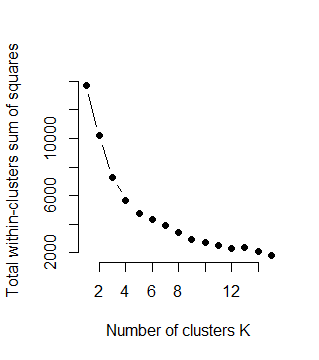 Total within-clusters sum of squares
10000
6000
2000
2 4 6 8 12
Number of clusters K